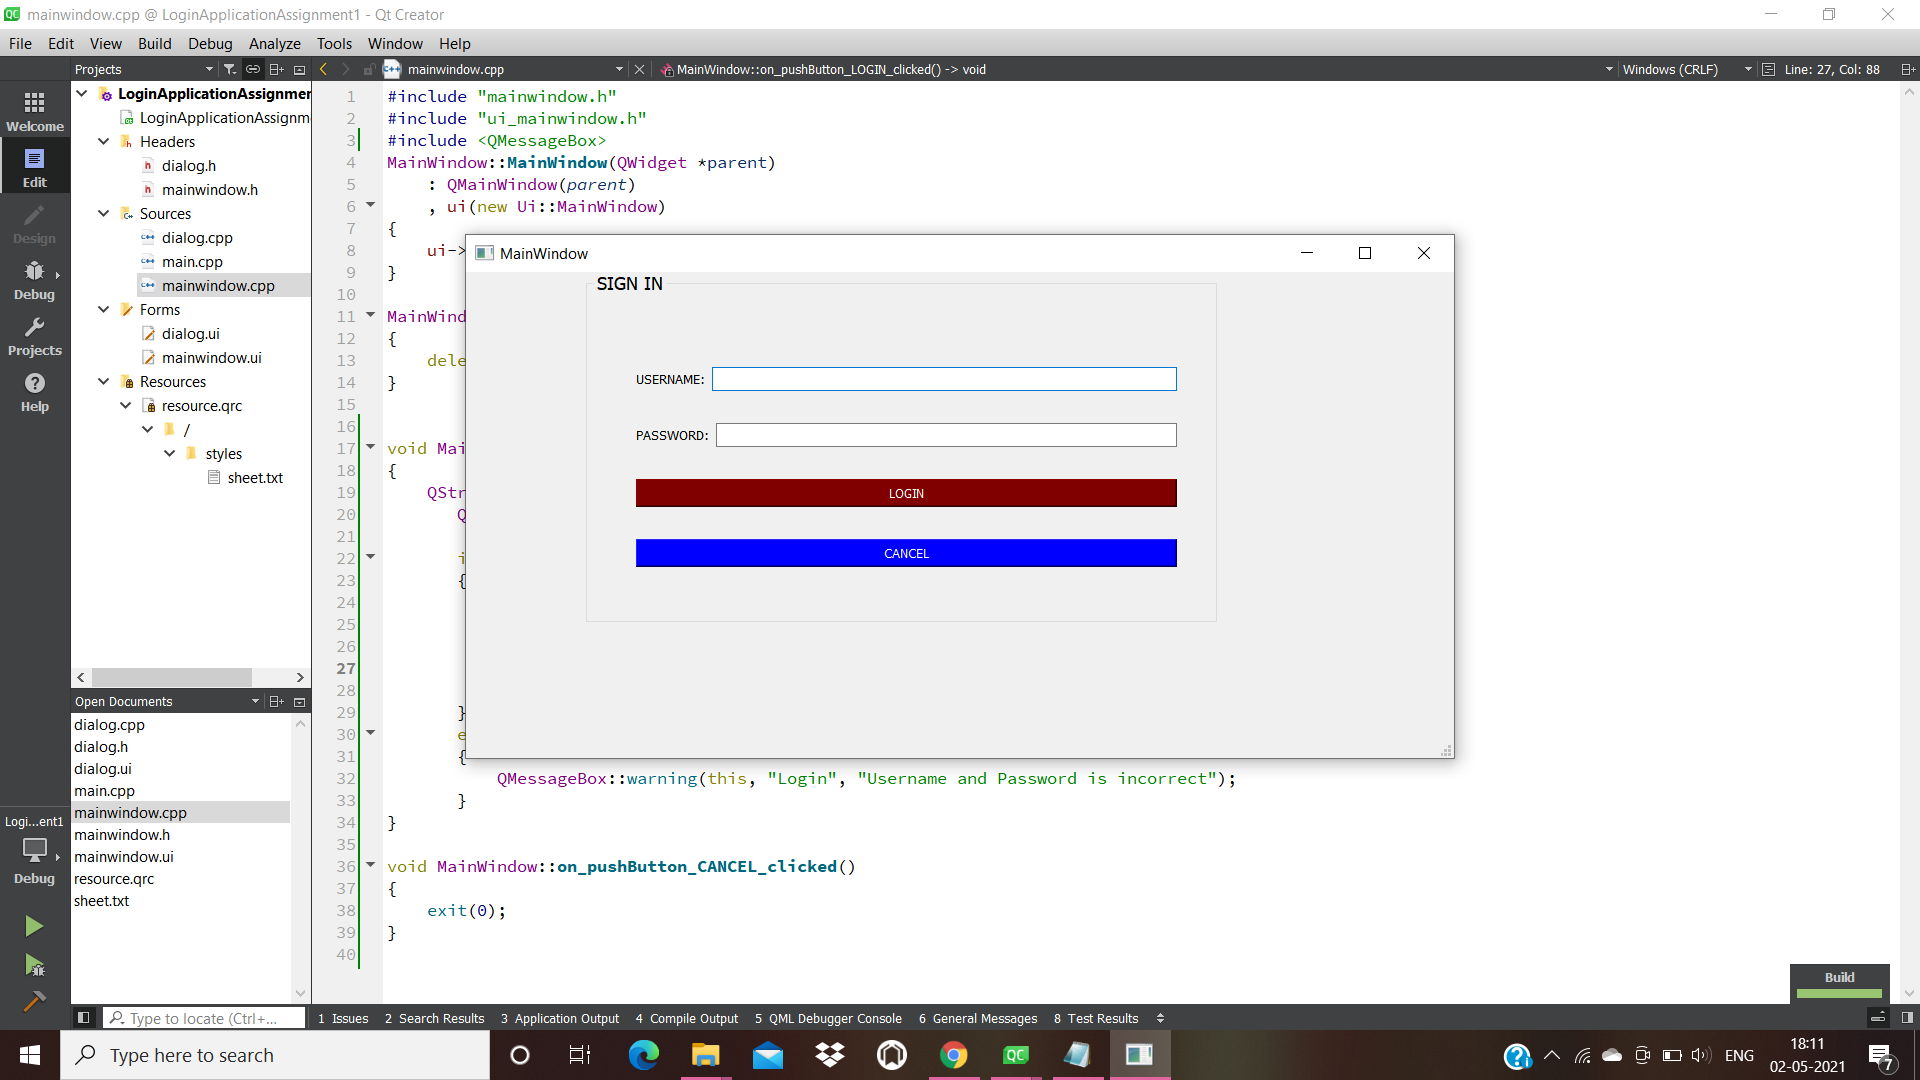 mainwindow.cpp @ LoginApplicationAssignment1 - Qt Creator
File Edit View Build Debug Analyze Tools Window Help
Projects
mainwindow.cpp
MainWindow::on_pushButton_LOGIN_clicked() -> void
Windows (CRLF)
Line: 27, Col: 88
Welcome
Edit
Design
Debug
Projects
Help
LoginApplicationAssignmer
LoginApplicationAssignm
Headers
dialog.h
mainwindow.h
Sources
dialog.cpp
main.cpp
mainwindow.cpp
Forms
dialog.ui
mainwindow.ui
Resources
resource.qrc
/
styles
sheet.txt
Open Documents
dialog.cpp
dialog.h
dialog.ui
main.cpp
mainwindow.cpp
mainwindow.h
mainwindow.ui
resource.qrc
sheet.txt
Logi...ent1
Debug
1 #include "mainwindow.h"
2 #include "ui_mainwindow.h"
3 #include <QMessageBox>
4 MainWindow::MainWindow(QWidget *parent)
5 : QMainWindow(parent)
6 , ui(new Ui::MainWindow)
7 {
8 ui->
9 }
10
11 MainWind
12 {
13 dele
14 }
15
16
17 void Mai
18 {
19 QStr
20 Q
21
22 i
23 {
24
25
26
27
28
29 }
30 e
31 {
32 QMessageBox::warning(this, "Login", "Username and Password is incorrect");
33 }
34 }
35
36 void MainWindow::on_pushButton_CANCEL_clicked()
37 {
38 exit(0);
39 }
40
MainWindow
SIGN IN
USERNAME:
PASSWORD:
LOGIN
CANCEL
Build
Type to locate (Ctrl+...
1 Issues 2 Search Results 3 Application Output 4 Compile Output 5 QML Debugger Console 6 General Messages 8 Test Results
Type here to search
QC
ENG
18:11
02-05-2021
7